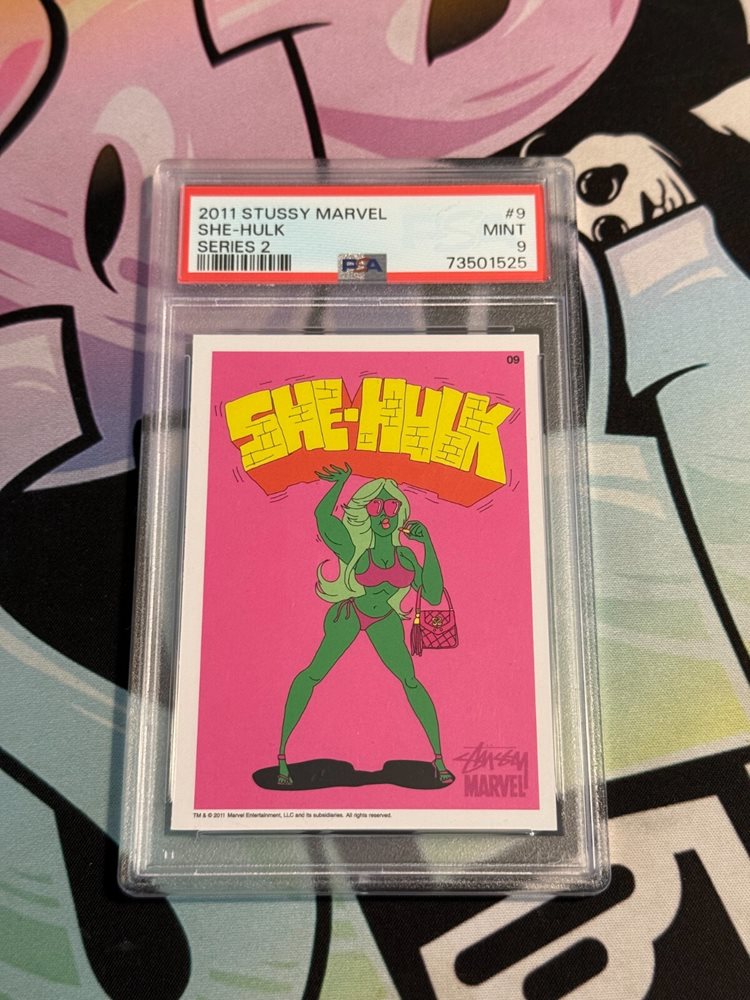 2011 STUSSY MARVEL #9
SHE-HULK MINT
SERIES 2 9
PSA 73501525
09
SHE-HULK
STÜSSY
MARVEL
TM & © 2011 Marvel Entertainment, LLC and its subsidiaries. All rights reserved.